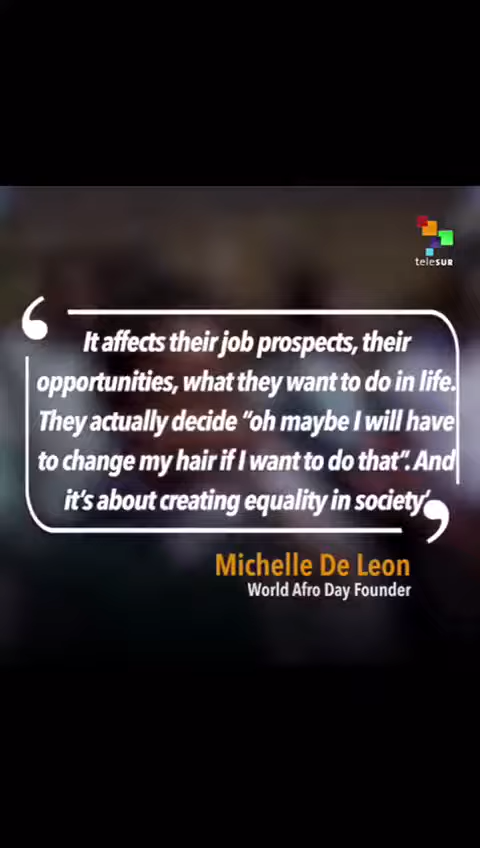 teleSUR
It affects their job prospects, their
opportunities, what they want to do in life.
They actually decide “oh maybe I will have
to change my hair if I want to do that”. And
it’s about creating equality in society’
Michelle De Leon
World Afro Day Founder